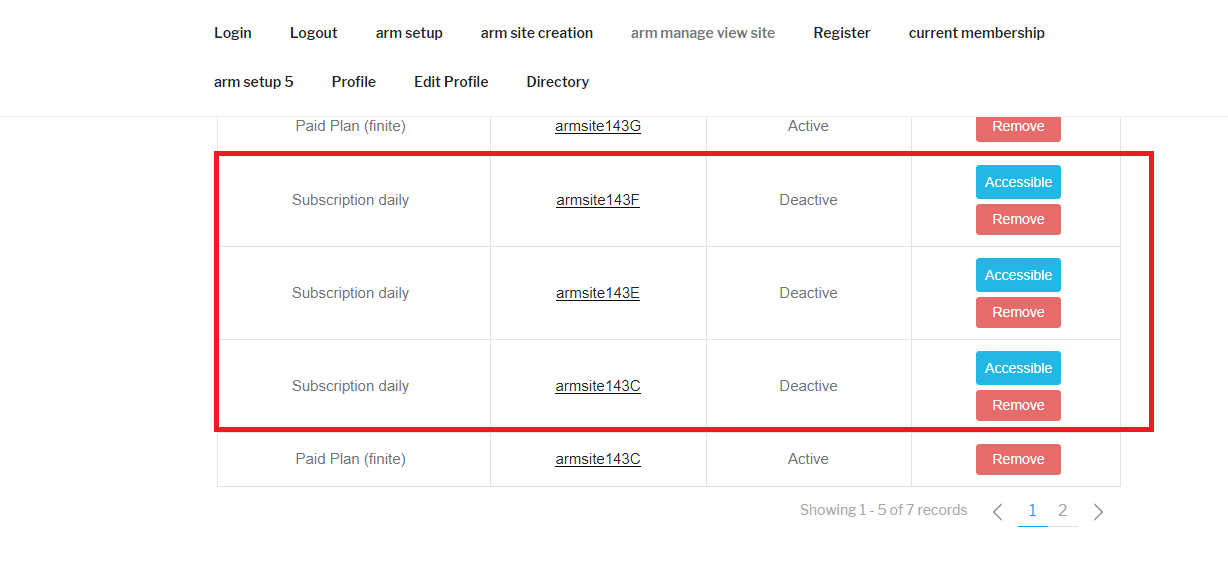 Login Logout arm setup arm site creation arm manage view site Register current membership
arm setup 5 Profile Edit Profile Directory
Paid Plan (finite) armsite143G Active Remove
Subscription daily armsite143F Deactive Accessible
Remove
Subscription daily armsite143E Deactive Accessible
Remove
Subscription daily armsite143C Deactive Accessible
Remove
Paid Plan (finite) armsite143C Active Remove
Showing 1 - 5 of 7 records 1 2